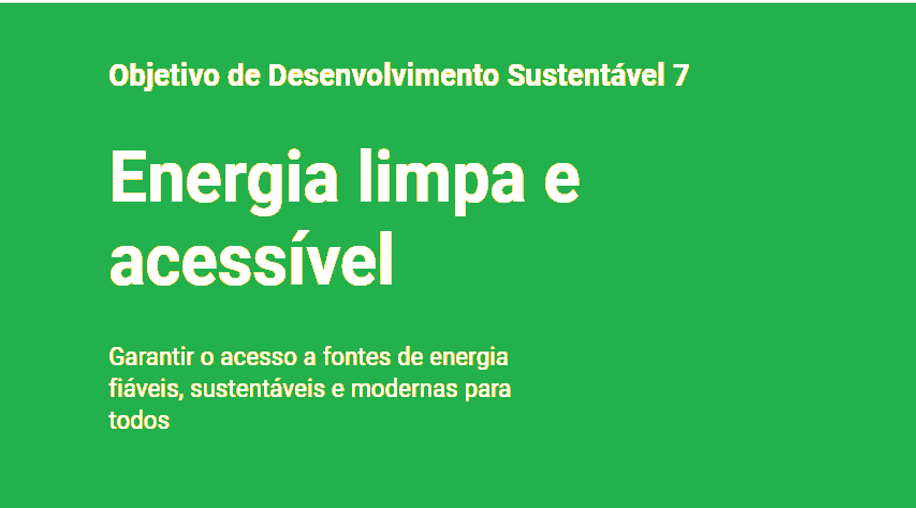 Objetivo de Desenvolvimento Sustentável 7
Energia limpa e
acessível
Garantir o acesso a fontes de energia
fiáveis, sustentáveis e modernas para
todos